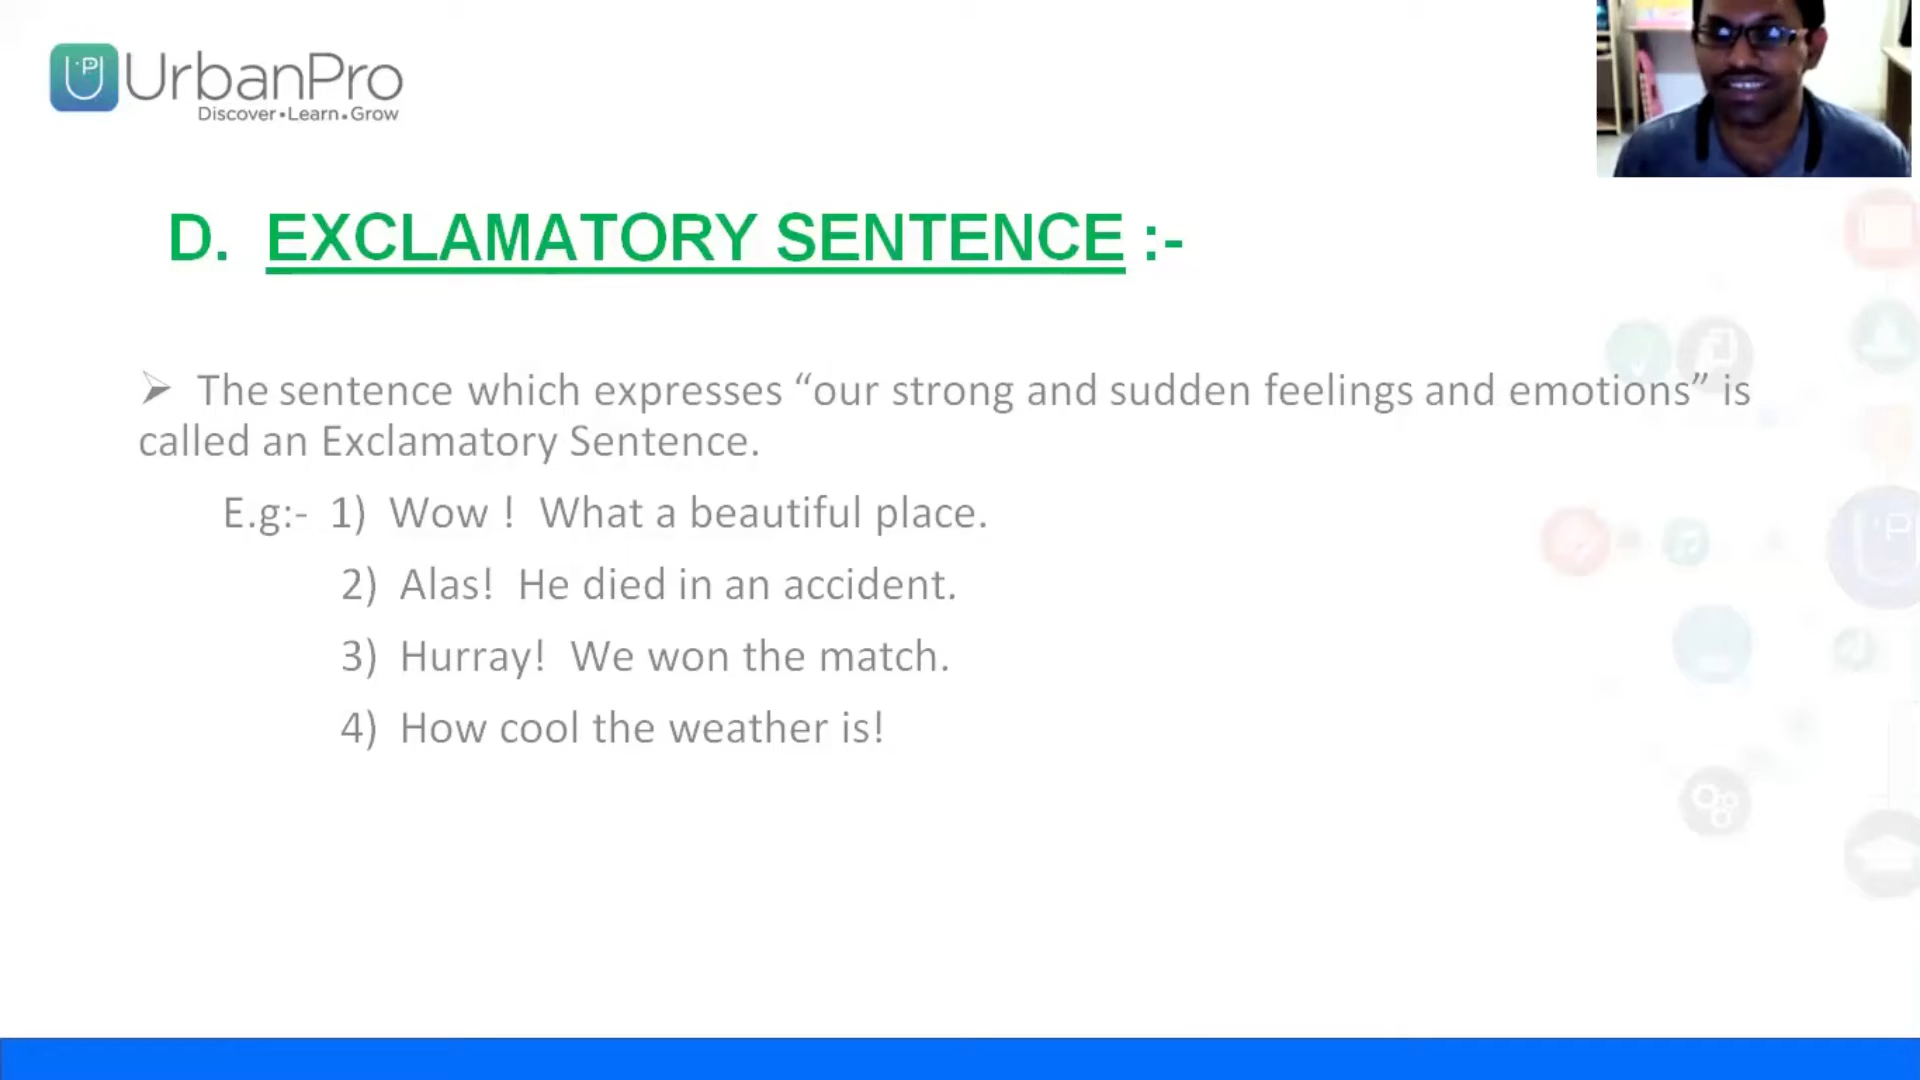 UrbanPro
Discover•Learn•Grow
D. EXCLAMATORY SENTENCE :-
➢ The sentence which expresses “our strong and sudden feelings and emotions” is
called an Exclamatory Sentence.
E.g:- 1) Wow ! What a beautiful place.
2) Alas! He died in an accident.
3) Hurray! We won the match.
4) How cool the weather is!